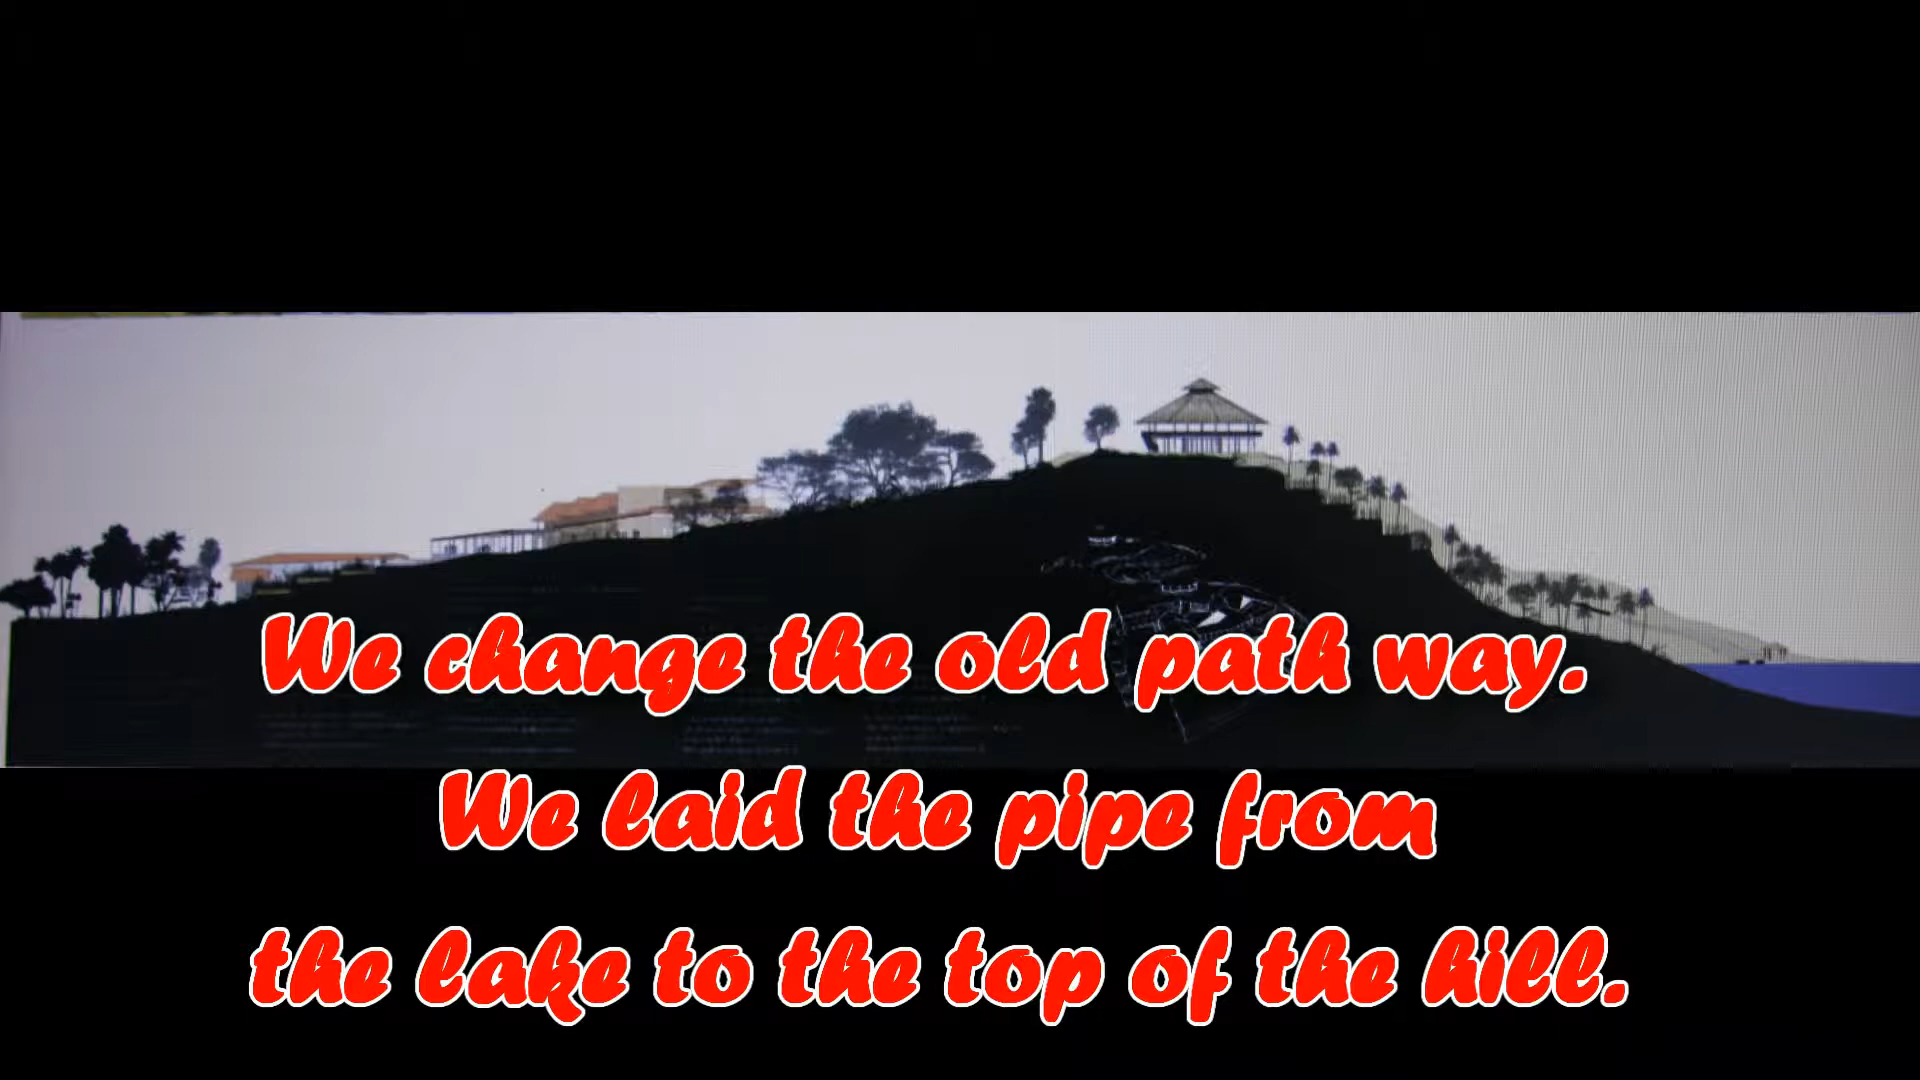 We change the old path way.
We laid the pipe from
the lake to the top of the hill.